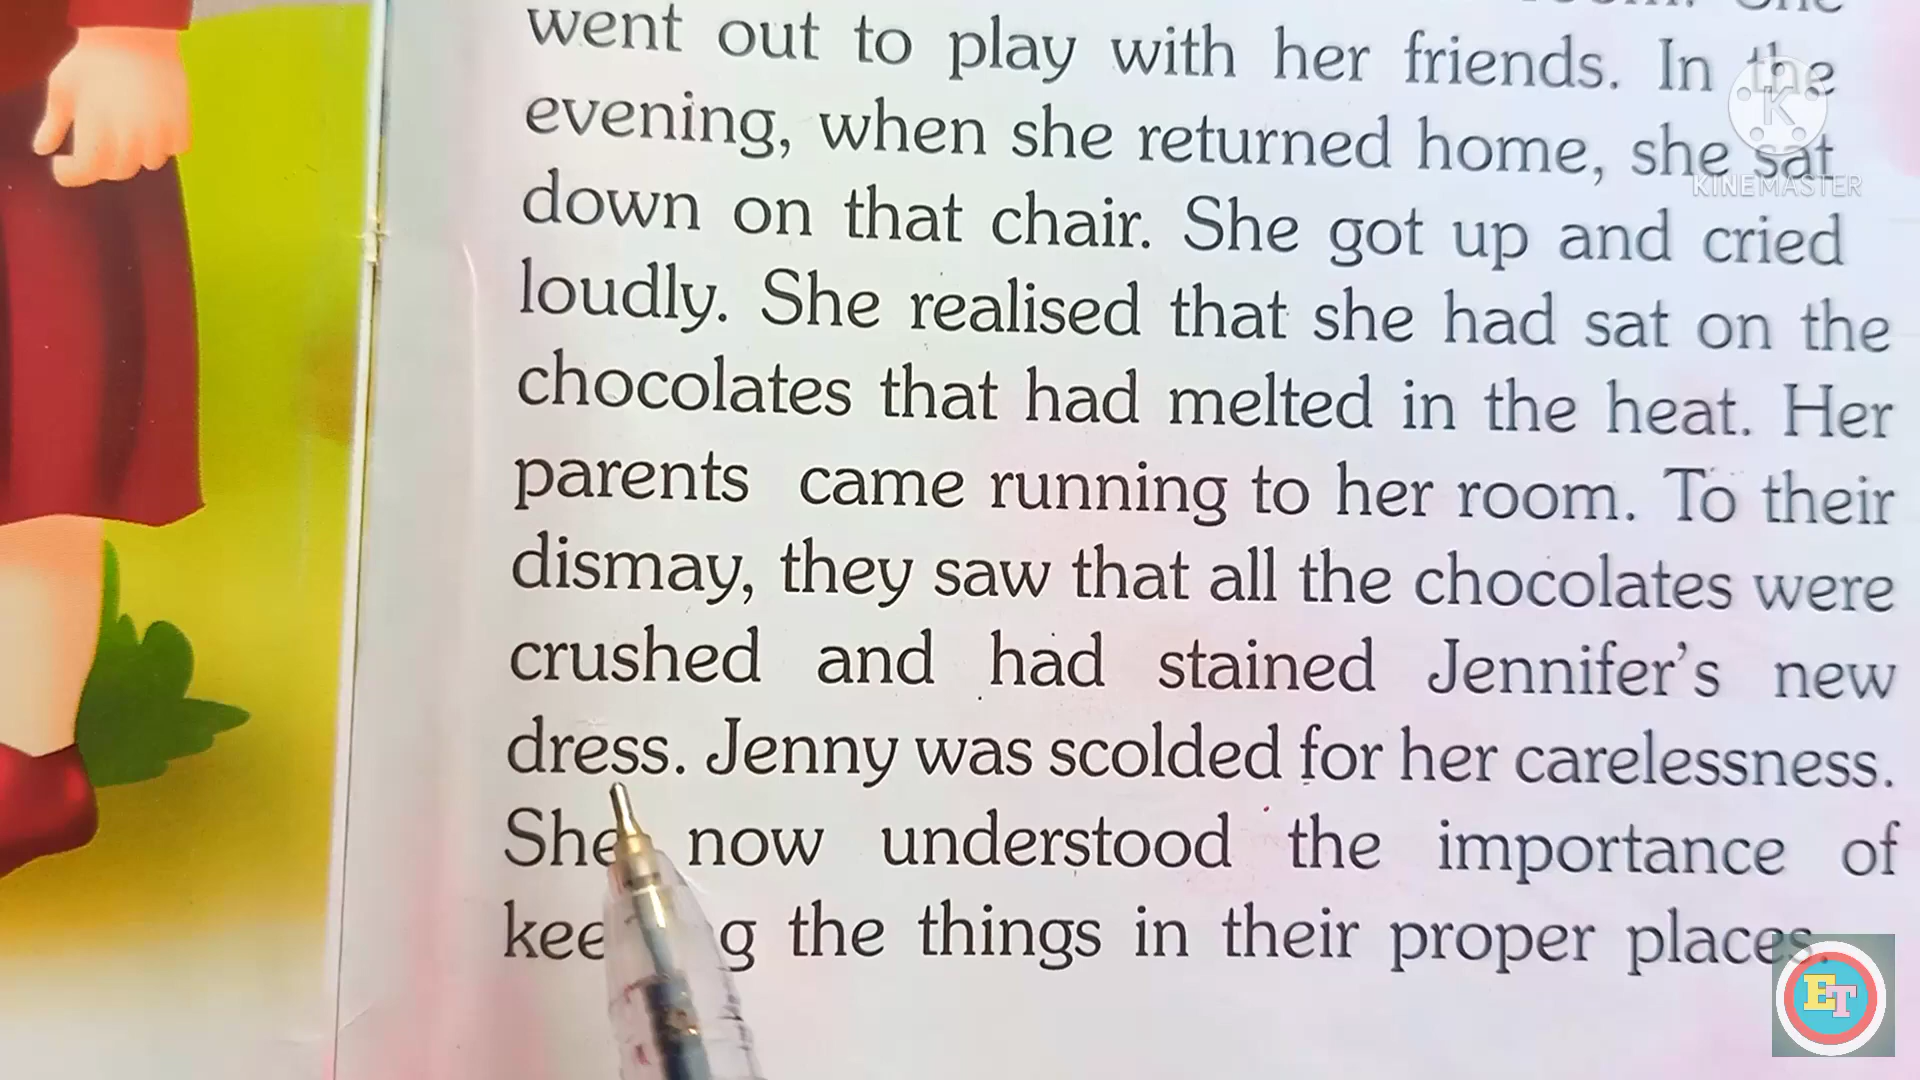 went out to play with her friends. In the
evening, when she returned home, she sat
down on that chair. She got up and cried
loudly. She realised that she had sat on the
chocolates that had melted in the heat. Her
parents came running to her room. To their
dismay, they saw that all the chocolates were
crushed and had stained Jennifer's new
dress. Jenny was scolded for her carelessness.
She now understood the importance of
the things in their proper places.
K
KINEMASTER
ET